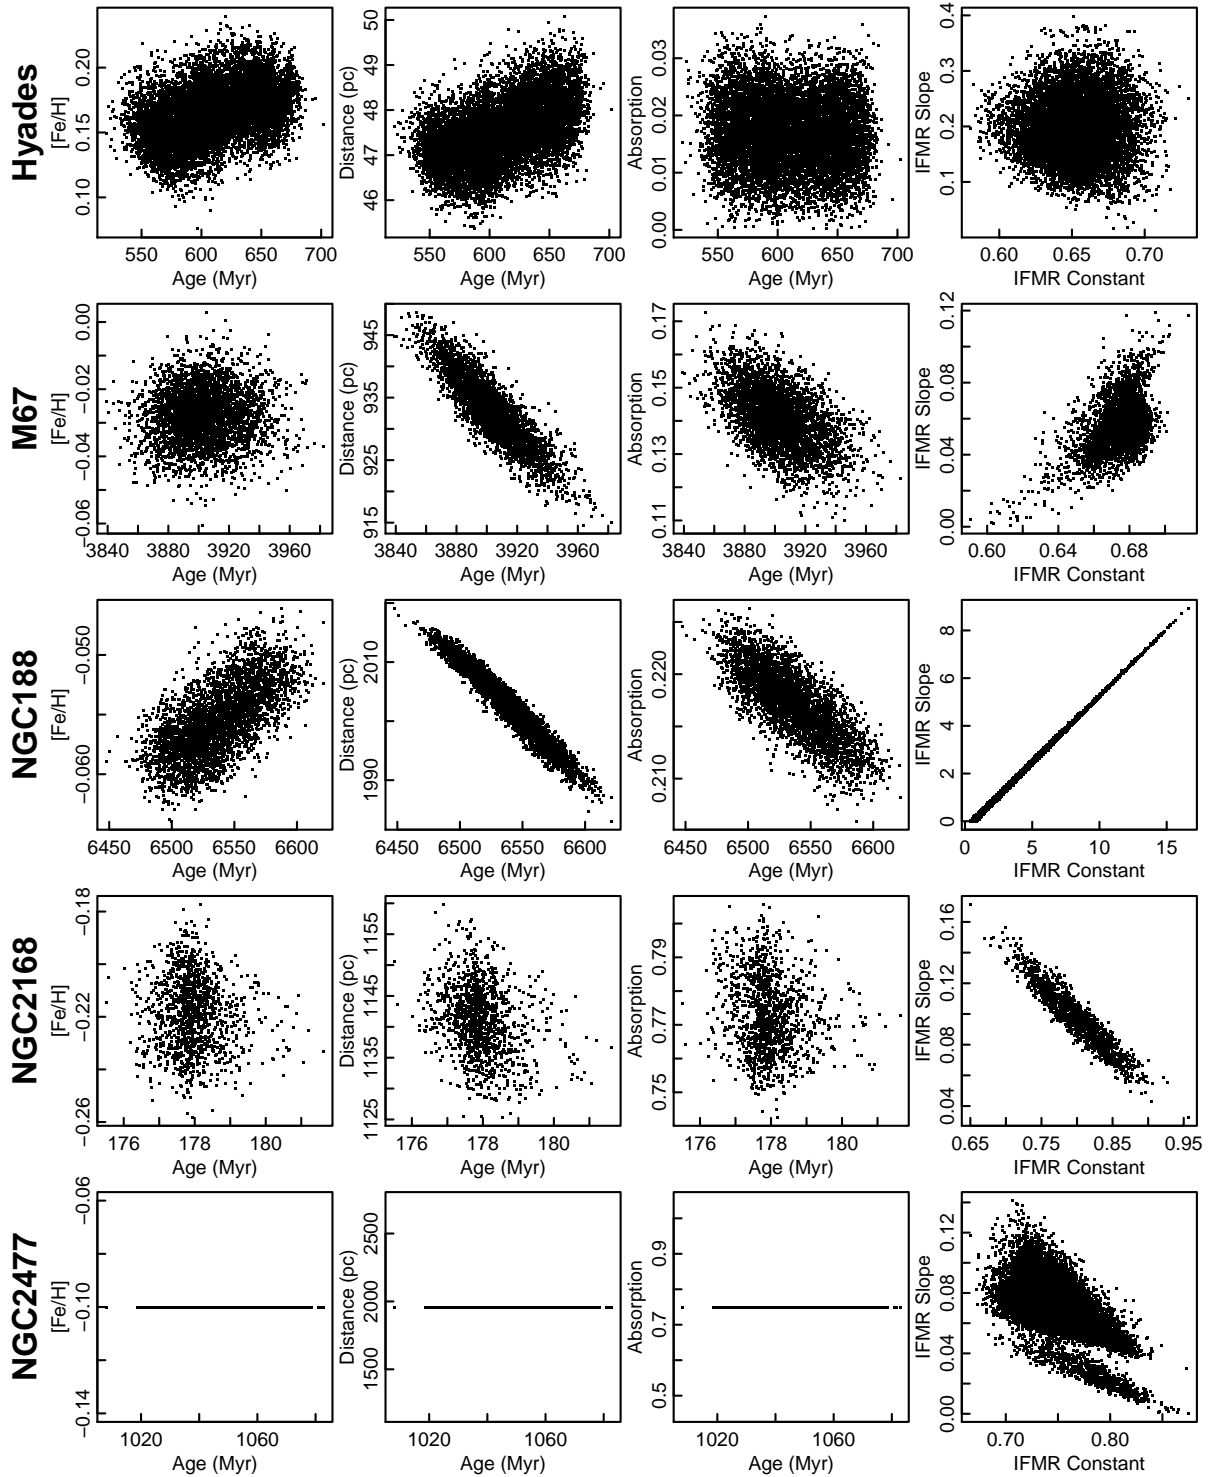 Hyades
[Fe/H]
0.10 0.15 0.20
550 600 650 700
Age (Myr)
Distance (pc)
46 47 48 49 50
550 600 650 700
Age (Myr)
Absorption
0.00 0.01 0.02 0.03
550 600 650 700
Age (Myr)
IFMR Slope
0.1 0.2 0.3 0.4
0.60 0.65 0.70
IFMR Constant
M67
[Fe/H]
−0.06 −0.04 −0.02 0.00
3840 3880 3920 3960
Age (Myr)
Distance (pc)
915 925 935 945
3840 3880 3920 3960
Age (Myr)
Absorption
0.11 0.13 0.15 0.17
3840 3880 3920 3960
Age (Myr)
IFMR Slope
0.00 0.04 0.08 0.12
0.60 0.64 0.68
IFMR Constant
NGC188
[Fe/H]
−0.060 −0.050
6450 6500 6550 6600
Age (Myr)
Distance (pc)
1990 2010
6450 6500 6550 6600
Age (Myr)
Absorption
0.210 0.220
6450 6500 6550 6600
Age (Myr)
IFMR Slope
0 2 4 6 8
0 5 10 15
IFMR Constant
NGC2168
[Fe/H]
−0.26 −0.22 −0.18
176 178 180
Age (Myr)
Distance (pc)
1125 1135 1145 1155
176 178 180
Age (Myr)
Absorption
0.75 0.77 0.79
176 178 180
Age (Myr)
IFMR Slope
0.04 0.08 0.12 0.16
0.65 0.75 0.85 0.95
IFMR Constant
NGC2477
[Fe/H]
−0.14 −0.10 −0.06
1020 1060
Age (Myr)
Distance (pc)
1500 2000 2500
1020 1060
Age (Myr)
Absorption
0.5 0.7 0.9
1020 1060
Age (Myr)
IFMR Slope
0.00 0.04 0.08 0.12
0.70 0.80
IFMR Constant